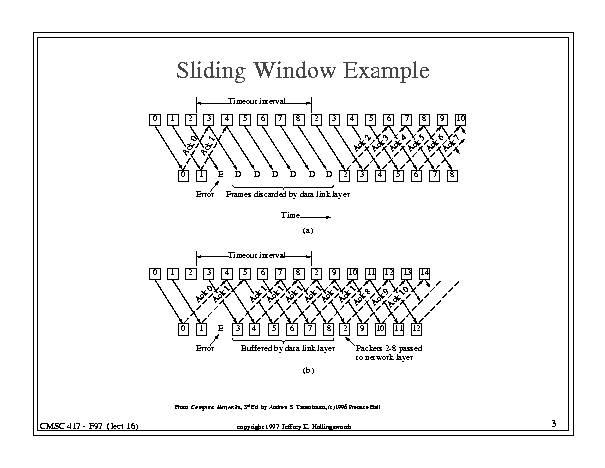 Sliding Window Example
Timeout interval
0 1 2 3 4 5 6 7 8 2 3 4 5 6 7 8 9 10
Ack 0 Ack 1 Ack 2 Ack 3 Ack 4 Ack 5 Ack 6 Ack 7
0 1 E D D D D D D 2 3 4 5 6 7 8
Error Frames discarded by data link layer
Time
(a)
Timeout interval
0 1 2 3 4 5 6 7 8 2 9 10 11 12 13 14
Ack 0 Ack 1 Ack 1 Ack 1 Ack 1 Ack 1 Ack 1 Ack 8 Ack 9 Ack 10
0 1 E 3 4 5 6 7 8 2 9 10 11 12
Error Buffered by data link layer Packets 2-8 passed
to network layer
(b)
From Computer Networks, 3rd Ed. by Andrew S. Tanenbaum, (c)1996 Prentice Hall
CMSC 417 - F97 (lect 16) copyright 1997 Jeffrey K. Hollingsworth 3